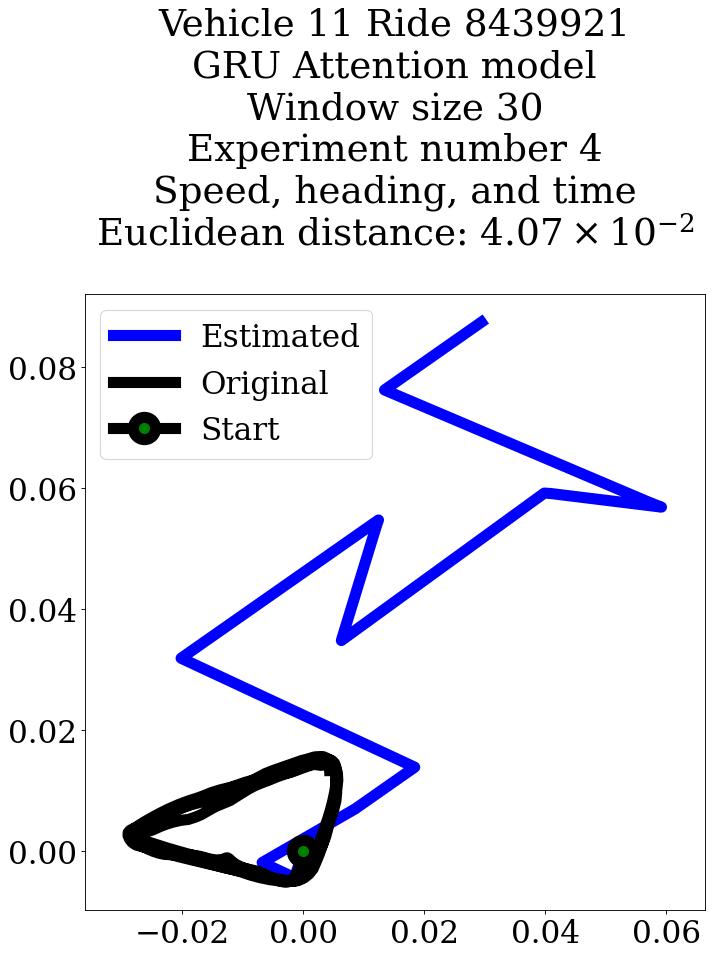 Vehicle 11 Ride 8439921
GRU Attention model
Window size 30
Experiment number 4
Speed, heading, and time
Euclidean distance: 4.07 × 10⁻²
Estimated
Original
Start
0.08
0.06
0.04
0.02
0.00
−0.02 0.00 0.02 0.04 0.06